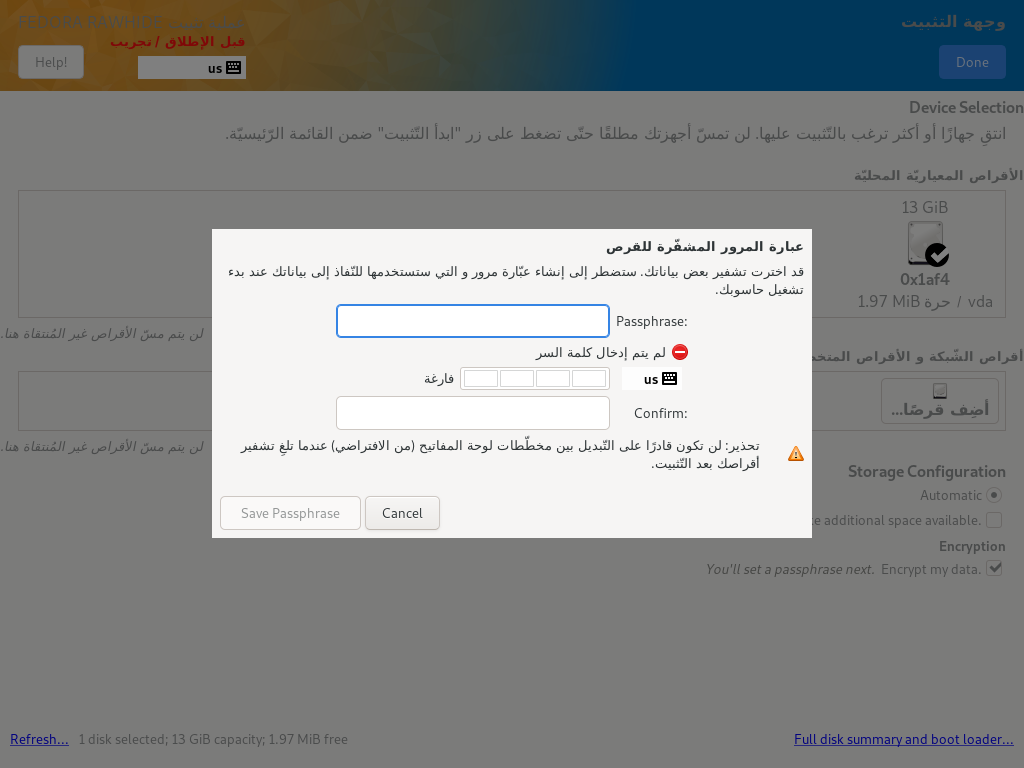 وجهة التثبيت
FEDORA RAWHIDE
Done
قبل الإطلاق / تجريب
us
Help!
Device Selection
انتقِ جهازًا أو أكثر ترغب بالتّثبيت عليها. لن تمسّ أجهزتك مطلقًا حتّى تضغط على زر "ابدأ التّثبيت" ضمن القائمة الرّئيسيّة.
الأقراص المعياريّة المحليّة
13 GiB
0x1af4
vda / 1.97 MiB حرة
لن يتم مسّ الأقراص غير المُنتقاة هنا.
أقراص الشّبكة و الأقراص
أضِف قرصًا...
لن يتم مسّ الأقراص غير المُنتقاة هنا.
عبارة المرور المشفّرة للقرص
قد اخترت تشفير بعض بياناتك. ستضطر إلى إنشاء عبّارة مرور و التي ستستخدمها للنّفاذ إلى بياناتك عند بدء
تشغيل حاسوبك.
Passphrase:
لم يتم إدخال كلمة السر
us
فارغة
Confirm:
تحذير: لن تكون قادرًا على التّبديل بين مخطّطات لوحة المفاتيح (من الافتراضي) عندما تلغِ تشفير
أقراصك بعد التّثبيت.
Save Passphrase
Cancel
Storage Configuration
Automatic
additional space available.
Encryption
Encrypt my data. You'll set a passphrase next.
Refresh...
1 disk selected; 13 GiB capacity; 1.97 MiB free
Full disk summary and boot loader...